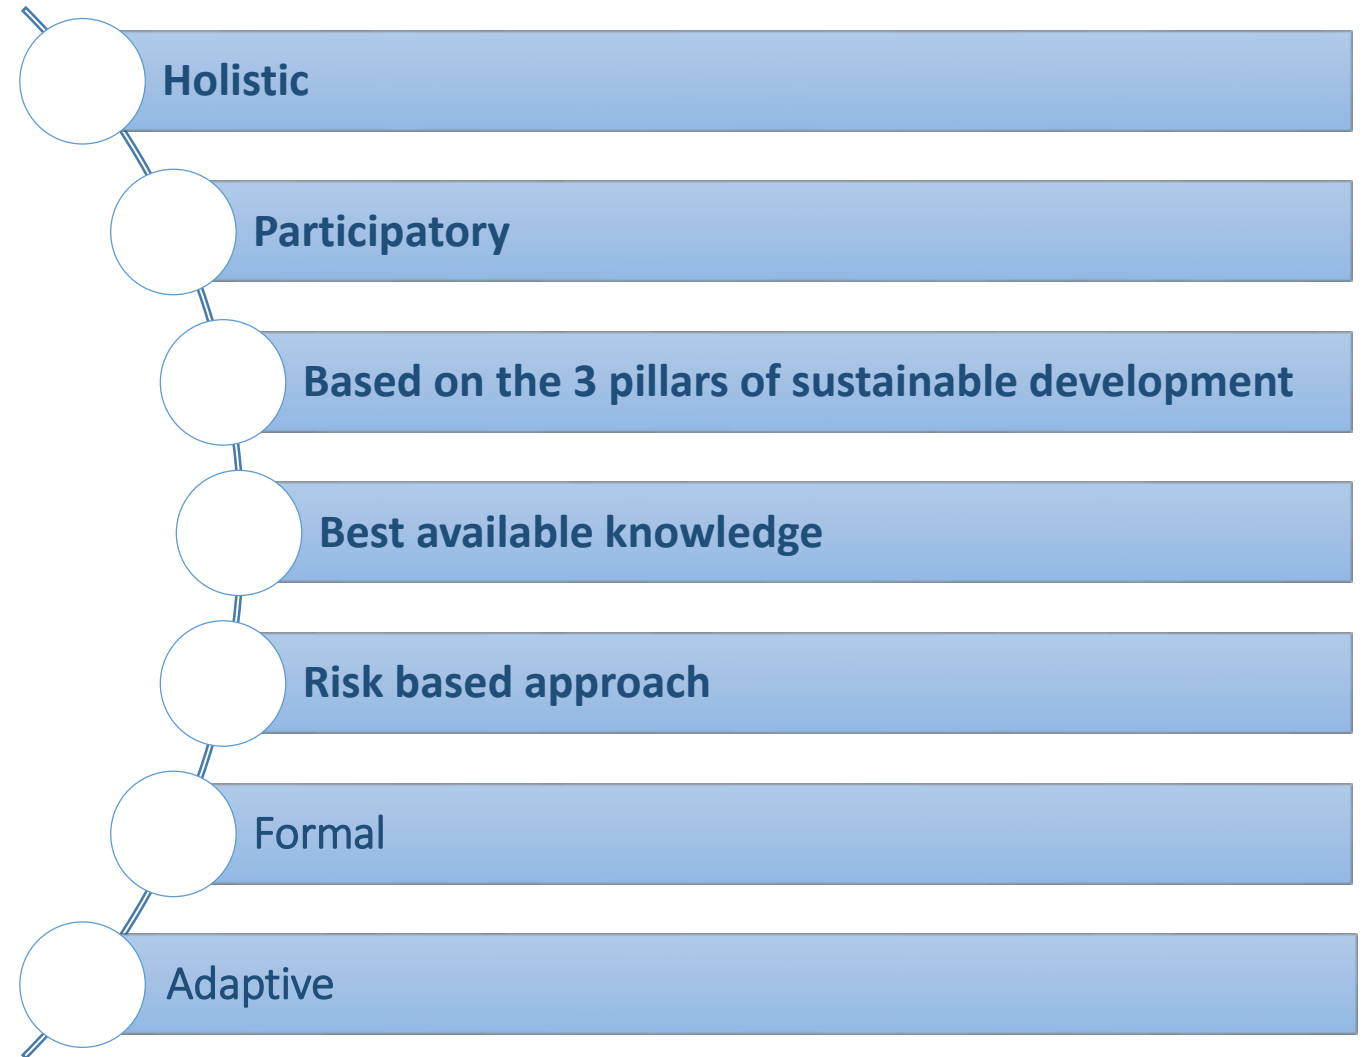 Holistic
Participatory
Based on the 3 pillars of sustainable development
Best available knowledge
Risk based approach
Formal
Adaptive